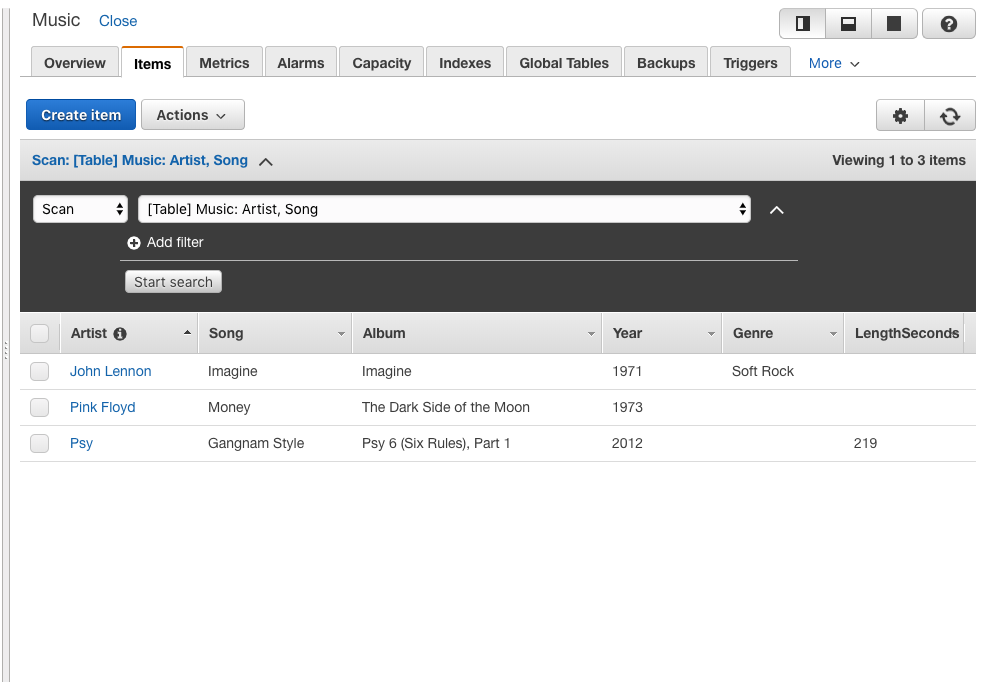 Music Close
Overview Items Metrics Alarms Capacity Indexes Global Tables Backups Triggers More
Create item Actions
Scan: [Table] Music: Artist, Song Viewing 1 to 3 items
Scan [Table] Music: Artist, Song
Add filter
Start search
Artist Song Album Year Genre LengthSeconds
John Lennon Imagine Imagine 1971 Soft Rock
Pink Floyd Money The Dark Side of the Moon 1973
Psy Gangnam Style Psy 6 (Six Rules), Part 1 2012 219